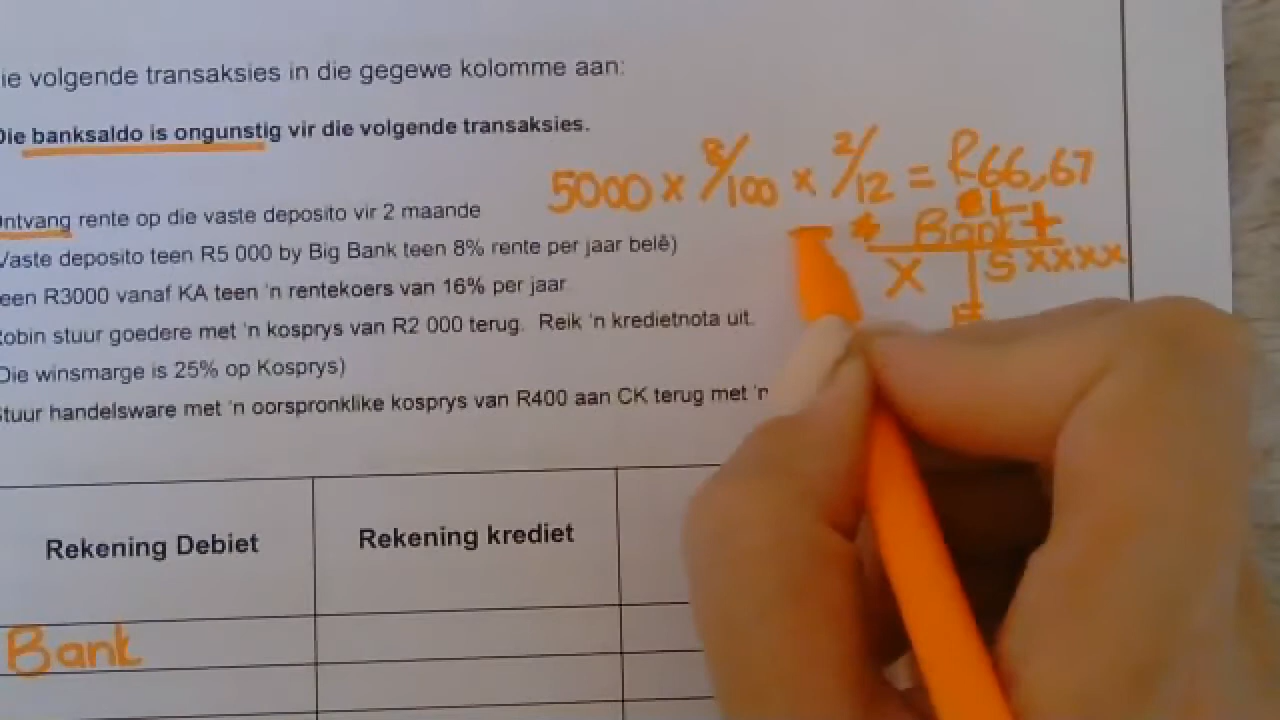 ie volgende transaksies in die gegewe kolomme aan:
Die banksaldo is ongunstig vir die volgende transaksies.
5000 x 8/100 x 2/12 = R66,67
Ontvang rente op die vaste deposito vir 2 maande
L
Bank +
Vaste deposito teen R5 000 by Big Bank teen 8% rente per jaar belê)
X S xxxx
een R3000 vanaf KA teen 'n rentekoers van 16% per jaar
Robin stuur goedere met 'n kosprys van R2 000 terug. Reik 'n kredietnota uit.
Die winsmarge is 25% op Kosprys)
Stuur handelsware met 'n oorspronklike kosprys van R400 aan CK terug met 'n
Rekening Debiet Rekening krediet
Bank